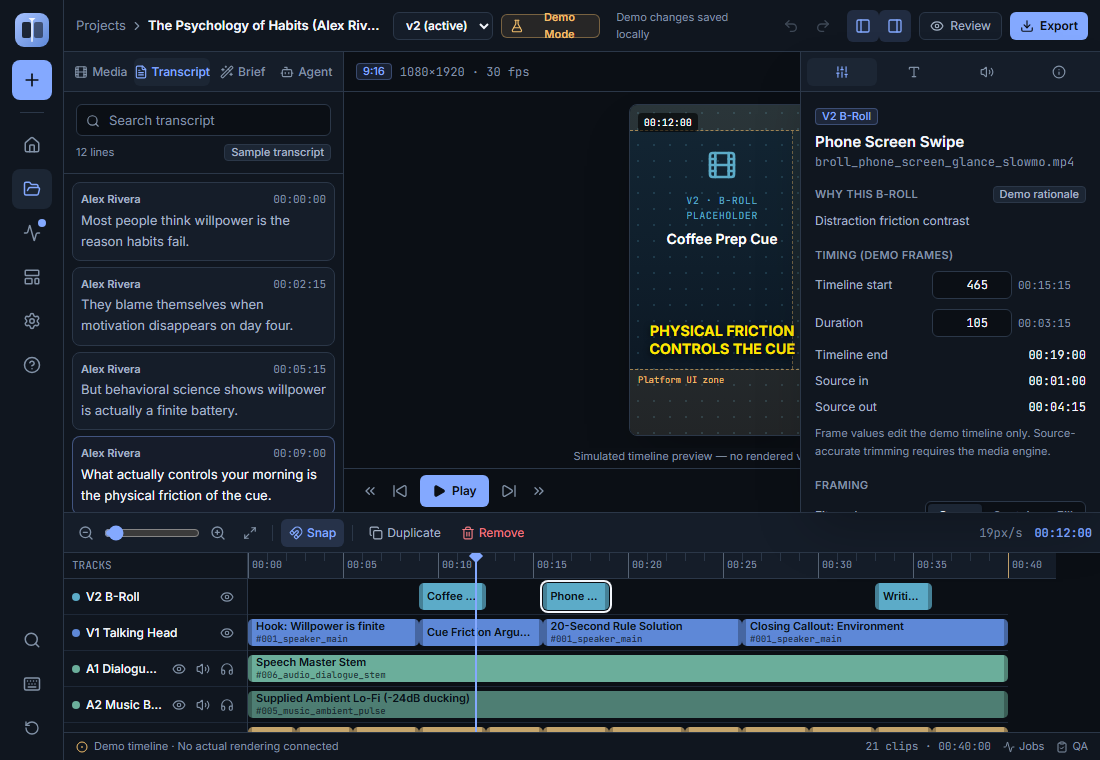 Projects
The Psychology of Habits (Alex Riv...
v2 (active)
Demo
Mode
Demo changes saved
locally
Review
Export
Media
Transcript
Brief
Agent
Search transcript
12 lines
Sample transcript
Alex Rivera
00:00:00
Most people think willpower is the
reason habits fail.
Alex Rivera
00:02:15
They blame themselves when
motivation disappears on day four.
Alex Rivera
00:05:15
But behavioral science shows willpower
is actually a finite battery.
Alex Rivera
00:09:00
What actually controls your morning is
the physical friction of the cue.
9:16
1080×1920 · 30 fps
00:12:00
V2 · B-ROLL
PLACEHOLDER
Coffee Prep Cue
PHYSICAL FRICTION
CONTROLS THE CUE
Platform UI zone
Simulated timeline preview — no rendered
Play
V2 B-Roll
Phone Screen Swipe
broll_phone_screen_glance_slowmo.mp4
WHY THIS B-ROLL
Demo rationale
Distraction friction contrast
TIMING (DEMO FRAMES)
Timeline start
465
00:15:15
Duration
105
00:03:15
Timeline end
00:19:00
Source in
00:01:00
Source out
00:04:15
Frame values edit the demo timeline only. Source-
accurate trimming requires the media engine.
FRAMING
Snap
Duplicate
Remove
19px/s
00:12:00
TRACKS
00:00
00:05
00:10
00:15
00:20
00:25
00:30
00:35
00:40
V2 B-Roll
Coffee ...
Phone ...
Writi...
V1 Talking Head
Hook: Willpower is finite
#001_speaker_main
Cue Friction Argu...
20-Second Rule Solution
#001_speaker_main
Closing Callout: Environment
#001_speaker_main
A1 Dialogu...
Speech Master Stem
#006_audio_dialogue_stem
A2 Music B...
Supplied Ambient Lo-Fi (-24dB ducking)
#005_music_ambient_pulse
Demo timeline · No actual rendering connected
21 clips · 00:40:00
Jobs
QA